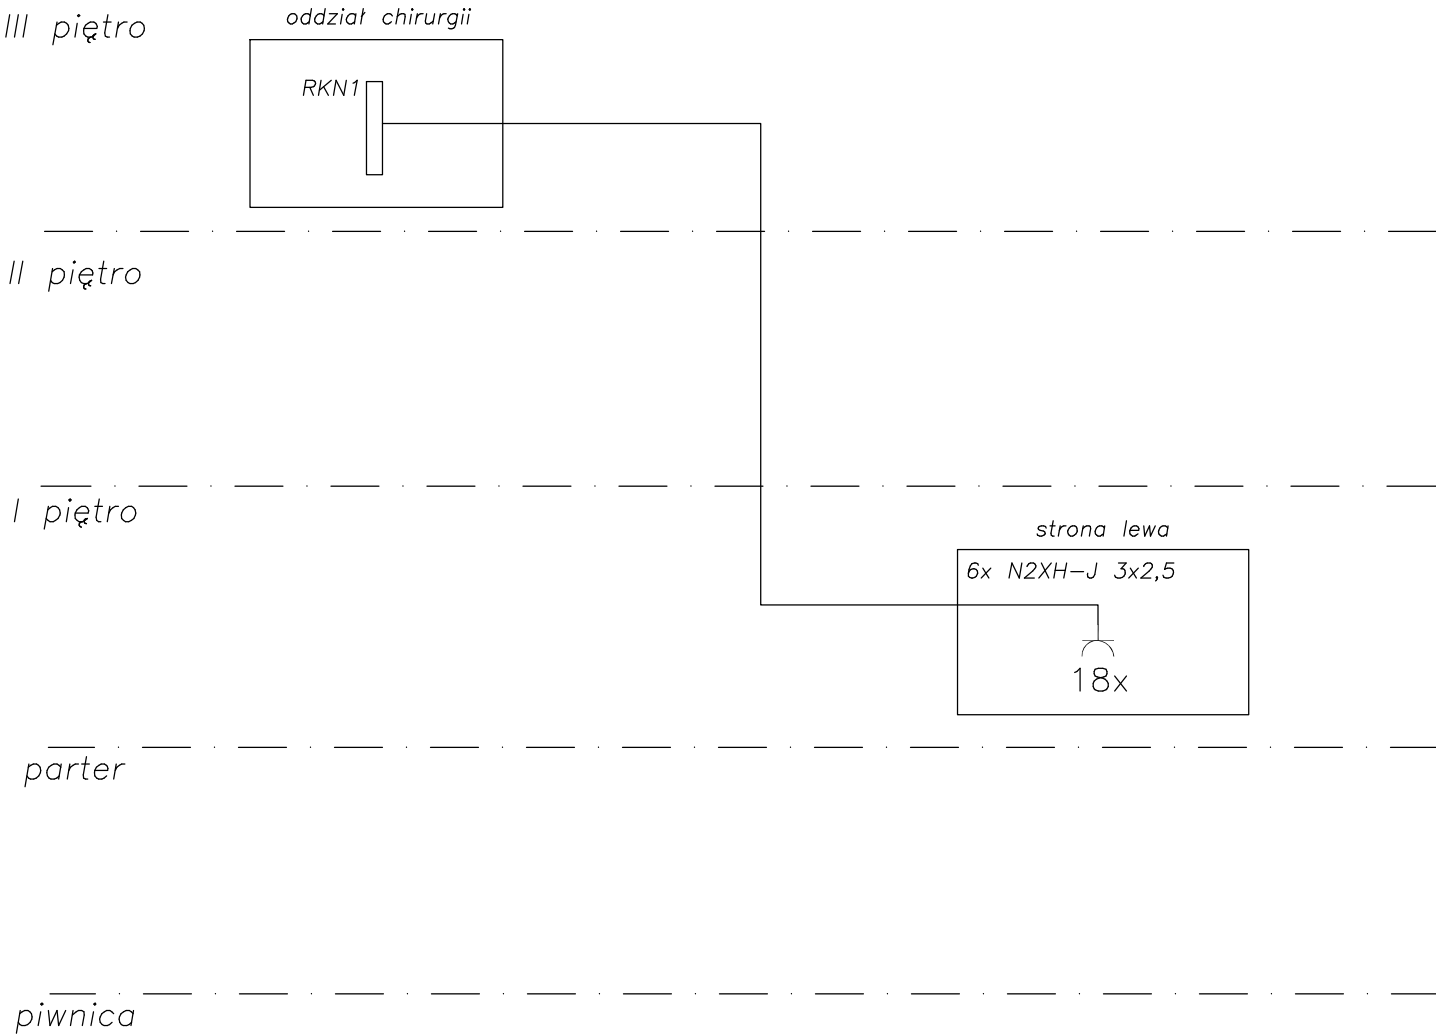 III piętro
oddział chirurgii
RKN1
II piętro
I piętro
strona lewa
6x N2XH-J 3x2,5
18x
parter
piwnica